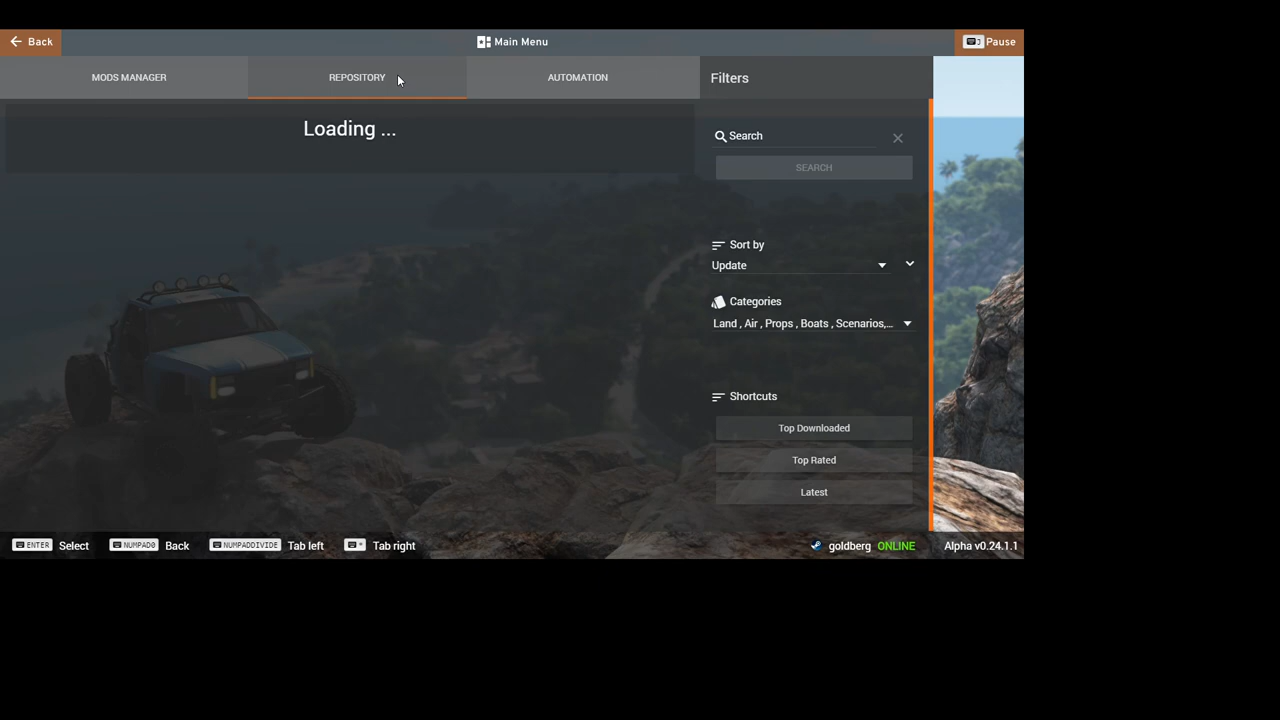 Back
Main Menu
Pause
MODS MANAGER
REPOSITORY
AUTOMATION
Filters
Loading ...
Search
SEARCH
Sort by
Update
Categories
Land , Air , Props , Boats , Scenarios,...
Shortcuts
Top Downloaded
Top Rated
Latest
ENTER Select NUMPAD0 Back NUMPADDIVIDE Tab left * Tab right
goldberg ONLINE Alpha v0.24.1.1